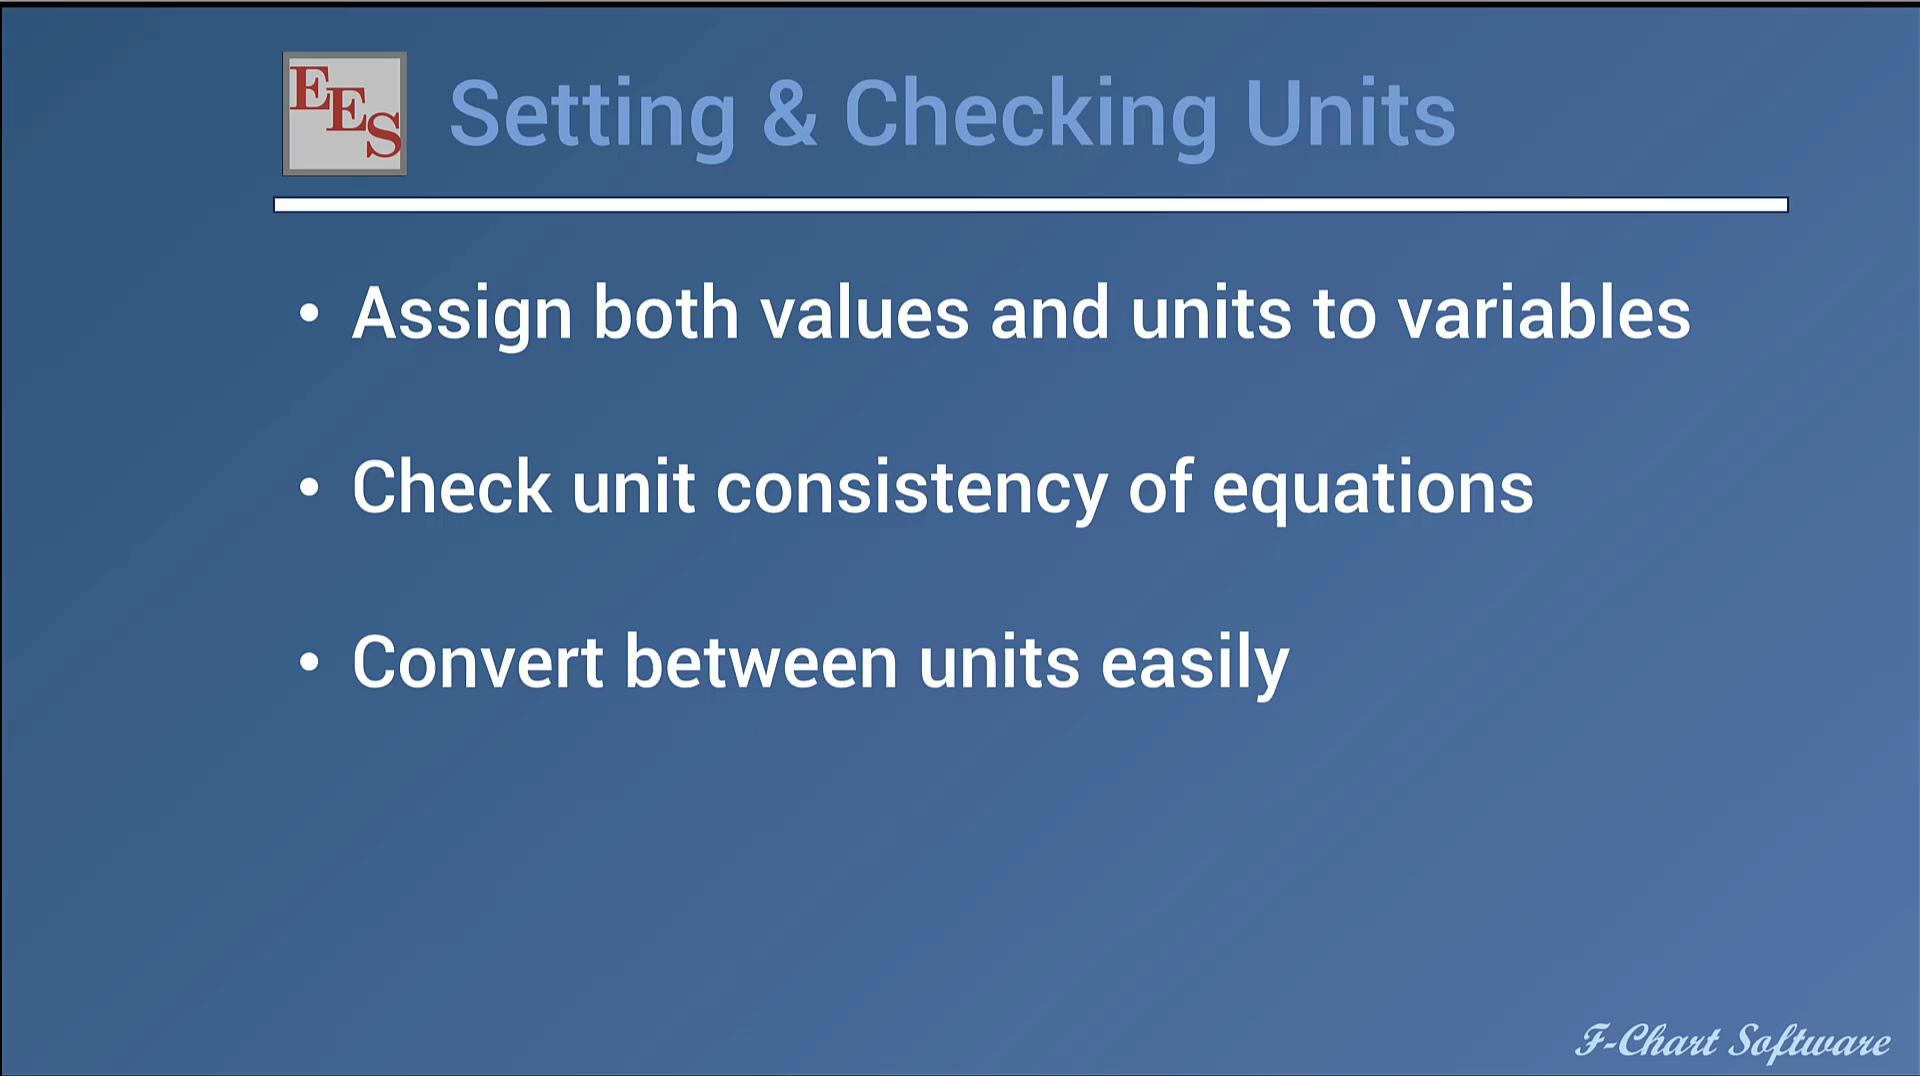 EES
Setting & Checking Units
• Assign both values and units to variables
• Check unit consistency of equations
• Convert between units easily
F-Chart Software